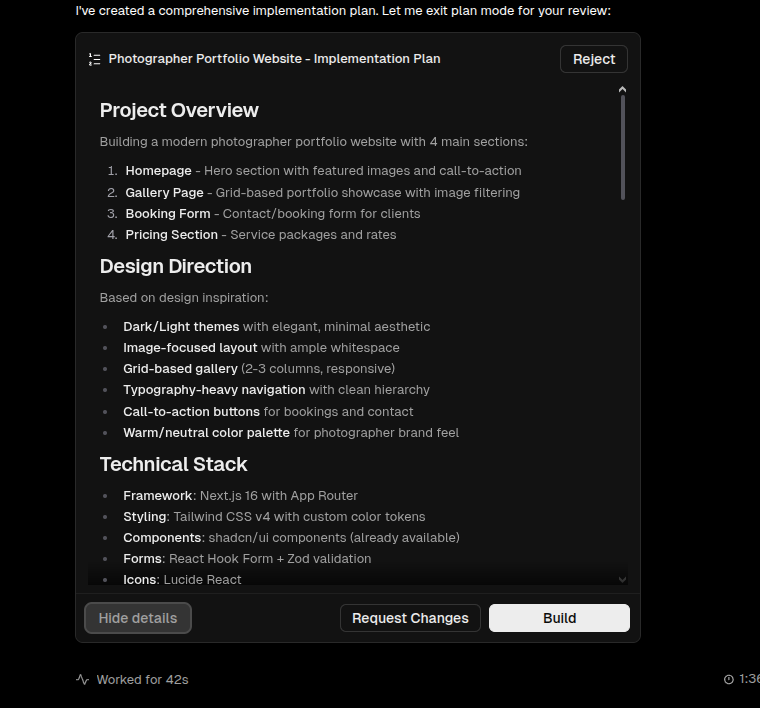 I've created a comprehensive implementation plan. Let me exit plan mode for your review:
Photographer Portfolio Website - Implementation Plan
Reject
Project Overview
Building a modern photographer portfolio website with 4 main sections:
1. Homepage - Hero section with featured images and call-to-action
2. Gallery Page - Grid-based portfolio showcase with image filtering
3. Booking Form - Contact/booking form for clients
4. Pricing Section - Service packages and rates
Design Direction
Based on design inspiration:
• Dark/Light themes with elegant, minimal aesthetic
• Image-focused layout with ample whitespace
• Grid-based gallery (2-3 columns, responsive)
• Typography-heavy navigation with clean hierarchy
• Call-to-action buttons for bookings and contact
• Warm/neutral color palette for photographer brand feel
Technical Stack
• Framework: Next.js 16 with App Router
• Styling: Tailwind CSS v4 with custom color tokens
• Components: shadcn/ui components (already available)
• Forms: React Hook Form + Zod validation
• Icons: Lucide React
Hide details
Request Changes
Build
Worked for 42s
1:36